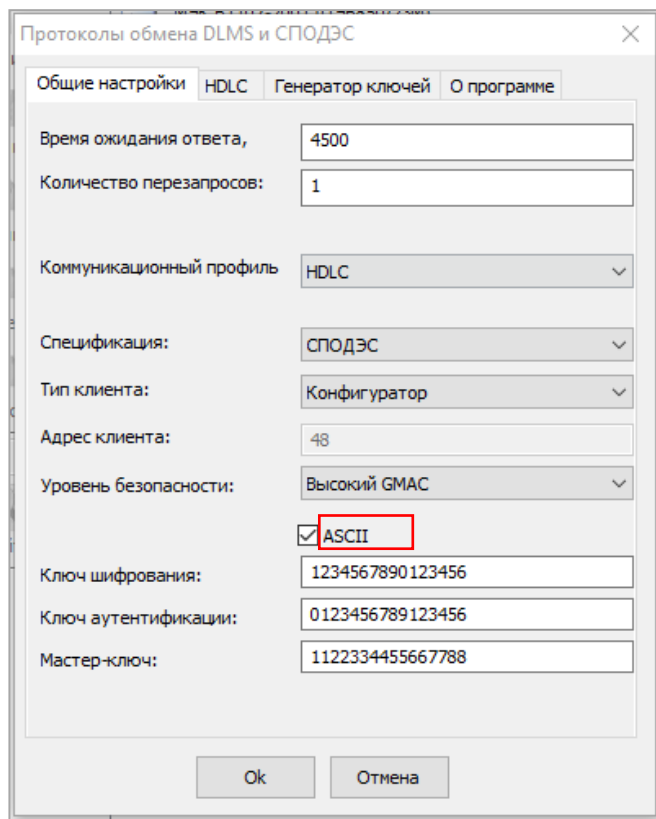 Протоколы обмена DLMS и СПОДЭС
Общие настройки HDLC Генератор ключей О программе
Время ожидания ответа, 4500
Количество перезапросов: 1
Коммуникационный профиль HDLC
Спецификация: СПОДЭС
Тип клиента: Конфигуратор
Адрес клиента: 48
Уровень безопасности: Высокий GMAC
ASCII
Ключ шифрования: 1234567890123456
Ключ аутентификации: 0123456789123456
Мастер-ключ: 1122334455667788
Ok Отмена